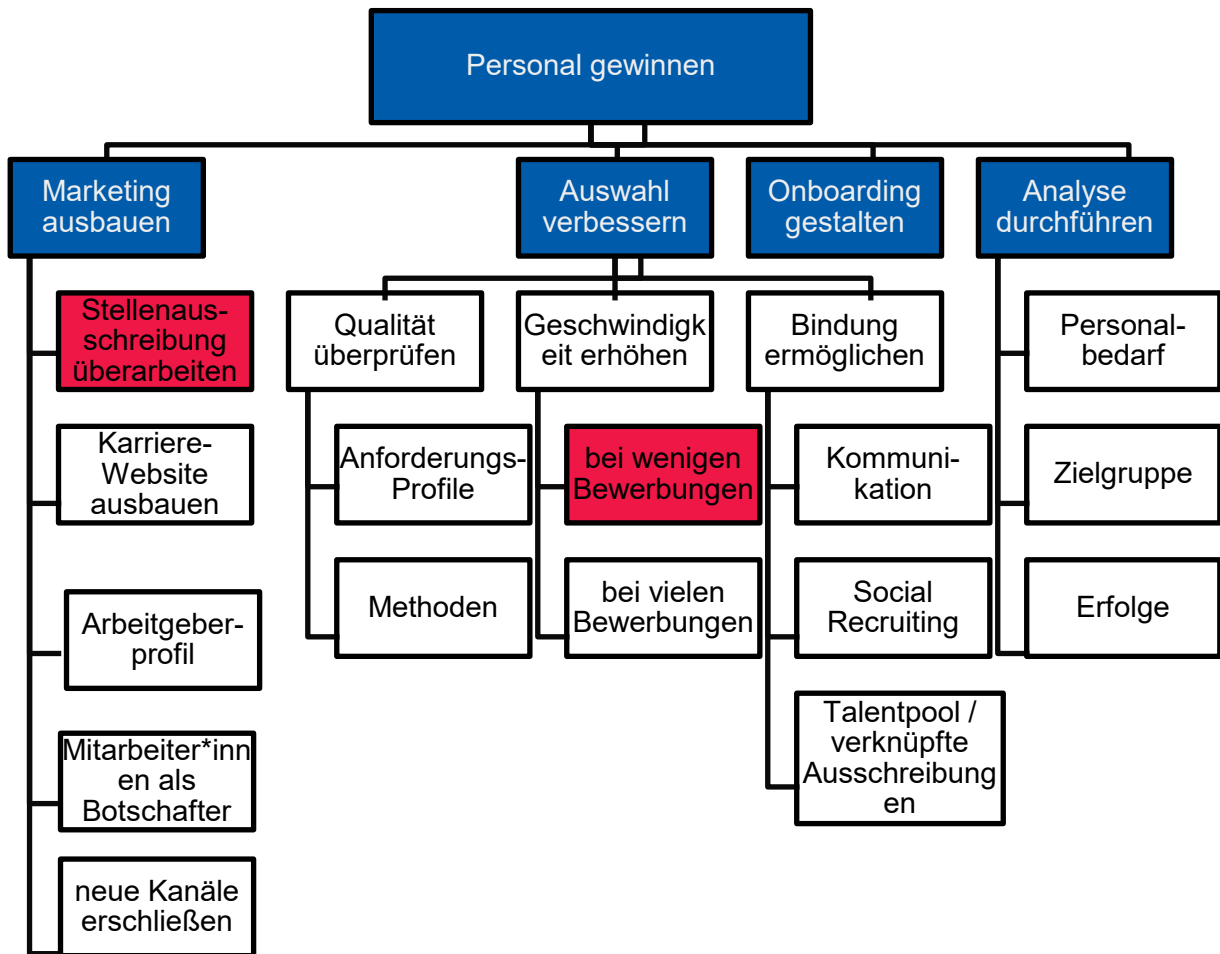 Personal gewinnen
Marketing
ausbauen
Auswahl
verbessern
Onboarding
gestalten
Analyse
durchführen
Stellenaus-
schreibung
überarbeiten
Karriere-
Website
ausbauen
Arbeitgeber-
profil
Mitarbeiter*inn
en als
Botschafter
neue Kanäle
erschließen
Qualität
überprüfen
Anforderungs-
Profile
Methoden
Geschwindigk
eit erhöhen
bei wenigen
Bewerbungen
bei vielen
Bewerbungen
Bindung
ermöglichen
Kommuni-
kation
Social
Recruiting
Talentpool /
verknüpfte
Ausschreibung
en
Personal-
bedarf
Zielgruppe
Erfolge